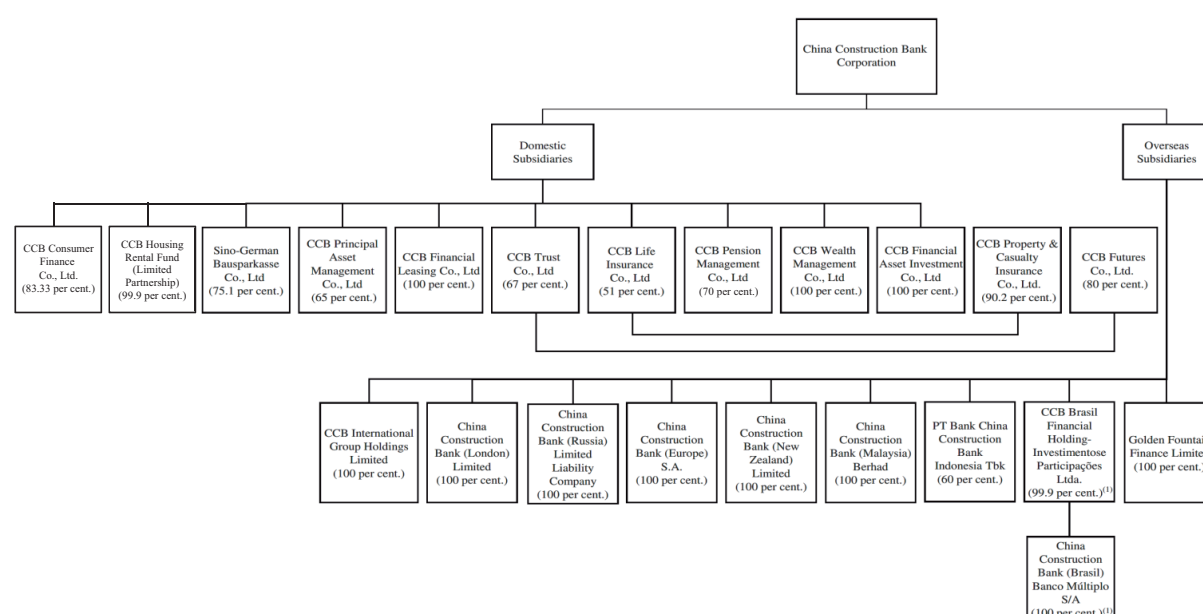 China Construction Bank
Corporation
Domestic
Subsidiaries
Overseas
Subsidiaries
CCB Consumer
Finance
Co., Ltd.
(83.33 per cent.)
CCB Housing
Rental Fund
(Limited
Partnership)
(99.9 per cent.)
Sino-German
Bausparkasse
Co., Ltd
(75.1 per cent.)
CCB Principal
Asset
Management
Co., Ltd
(65 per cent.)
CCB Financial
Leasing Co., Ltd
(100 per cent.)
CCB Trust
Co., Ltd
(67 per cent.)
CCB Life
Insurance
Co., Ltd
(51 per cent.)
CCB Pension
Management
Co., Ltd
(70 per cent.)
CCB Wealth
Management
Co., Ltd
(100 per cent.)
CCB Financial
Asset Investment
Co., Ltd
(100 per cent.)
CCB Property &
Casualty
Insurance
Co., Ltd.
(90.2 per cent.)
CCB Futures
Co., Ltd.
(80 per cent.)
CCB International
Group Holdings
Limited
(100 per cent.)
China
Construction
Bank (London)
Limited
(100 per cent.)
China
Construction
Bank (Russia)
Limited
Liability
Company
(100 per cent.)
China
Construction
Bank (Europe)
S.A.
(100 per cent.)
China
Construction
Bank (New
Zealand)
Limited
(100 per cent.)
China
Construction
Bank (Malaysia)
Berhad
(100 per cent.)
PT Bank China
Construction
Bank
Indonesia Tbk
(60 per cent.)
CCB Brasil
Financial
Holding-
Investimentose
Participações
Ltda.
(99.9 per cent.)(1)
Golden Fountain
Finance Limited
(100 per cent.)
China
Construction
Bank (Brasil)
Banco Múltiplo
S/A
(100 per cent.)(1)